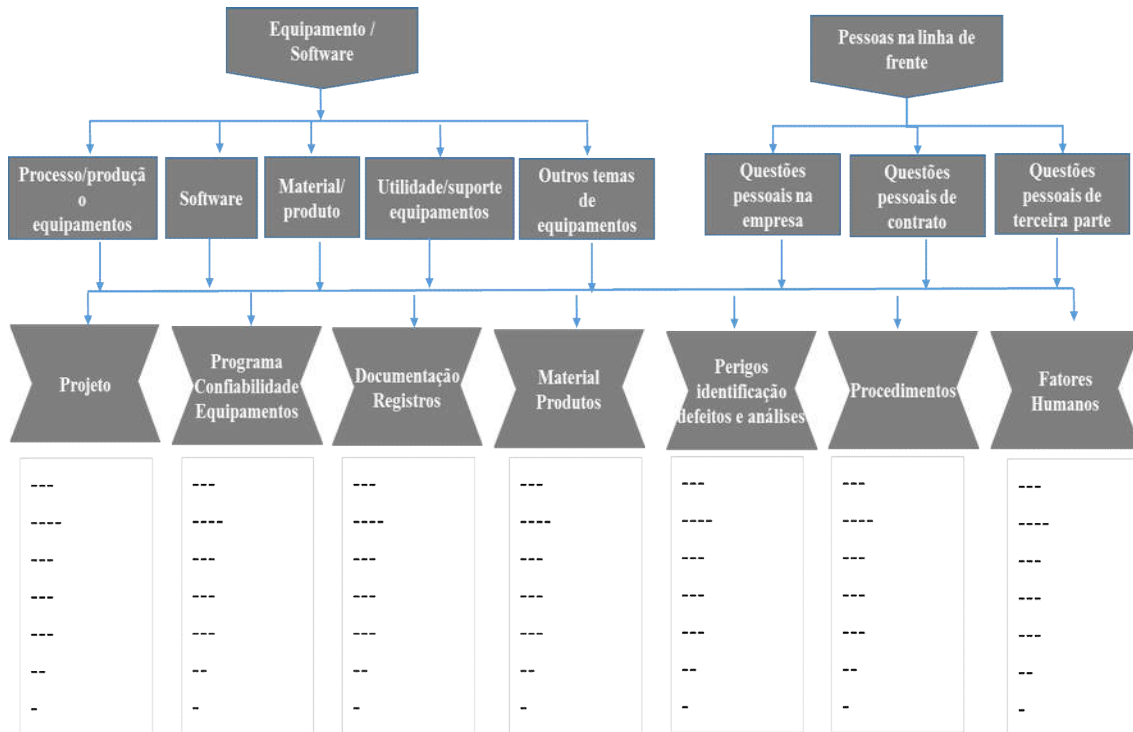 Equipamento /
Software
Pessoas na linha de
frente
Processo/produçã
o
equipamentos
Software
Material/
produto
Utilidade/suporte
equipamentos
Outros temas
de
equipamentos
Questões
pessoais na
empresa
Questões
pessoais de
contrato
Questões
pessoais de
terceira parte
Projeto
Programa
Confiabilidade
Equipamentos
Documentação
Registros
Material
Produtos
Perigos
identificação
defeitos e análises
Procedimentos
Fatores
Humanos
---
----
---
---
---
--
-
---
----
---
---
---
--
-
---
----
---
---
---
--
-
---
----
---
---
---
--
-
---
----
---
---
---
--
-
---
----
---
---
---
--
-
---
----
---
---
---
--
-